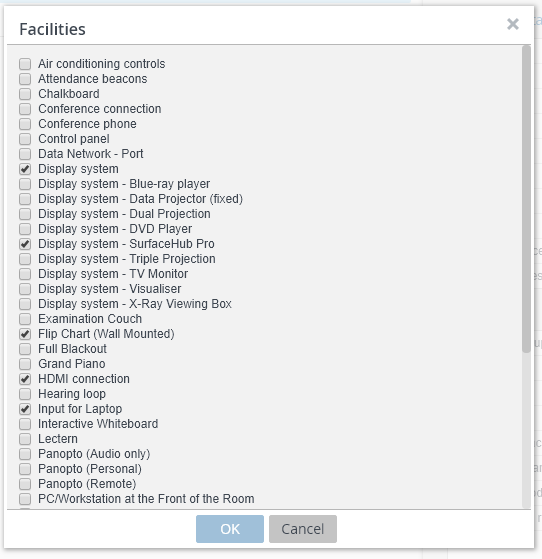 Facilities
Air conditioning controls
Attendance beacons
Chalkboard
Conference connection
Conference phone
Control panel
Data Network - Port
Display system
Display system - Blue-ray player
Display system - Data Projector (fixed)
Display system - Dual Projection
Display system - DVD Player
Display system - SurfaceHub Pro
Display system - Triple Projection
Display system - TV Monitor
Display system - Visualiser
Display system - X-Ray Viewing Box
Examination Couch
Flip Chart (Wall Mounted)
Full Blackout
Grand Piano
HDMI connection
Hearing loop
Input for Laptop
Interactive Whiteboard
Lectern
Panopto (Audio only)
Panopto (Personal)
Panopto (Remote)
PC/Workstation at the Front of the Room
OK
Cancel